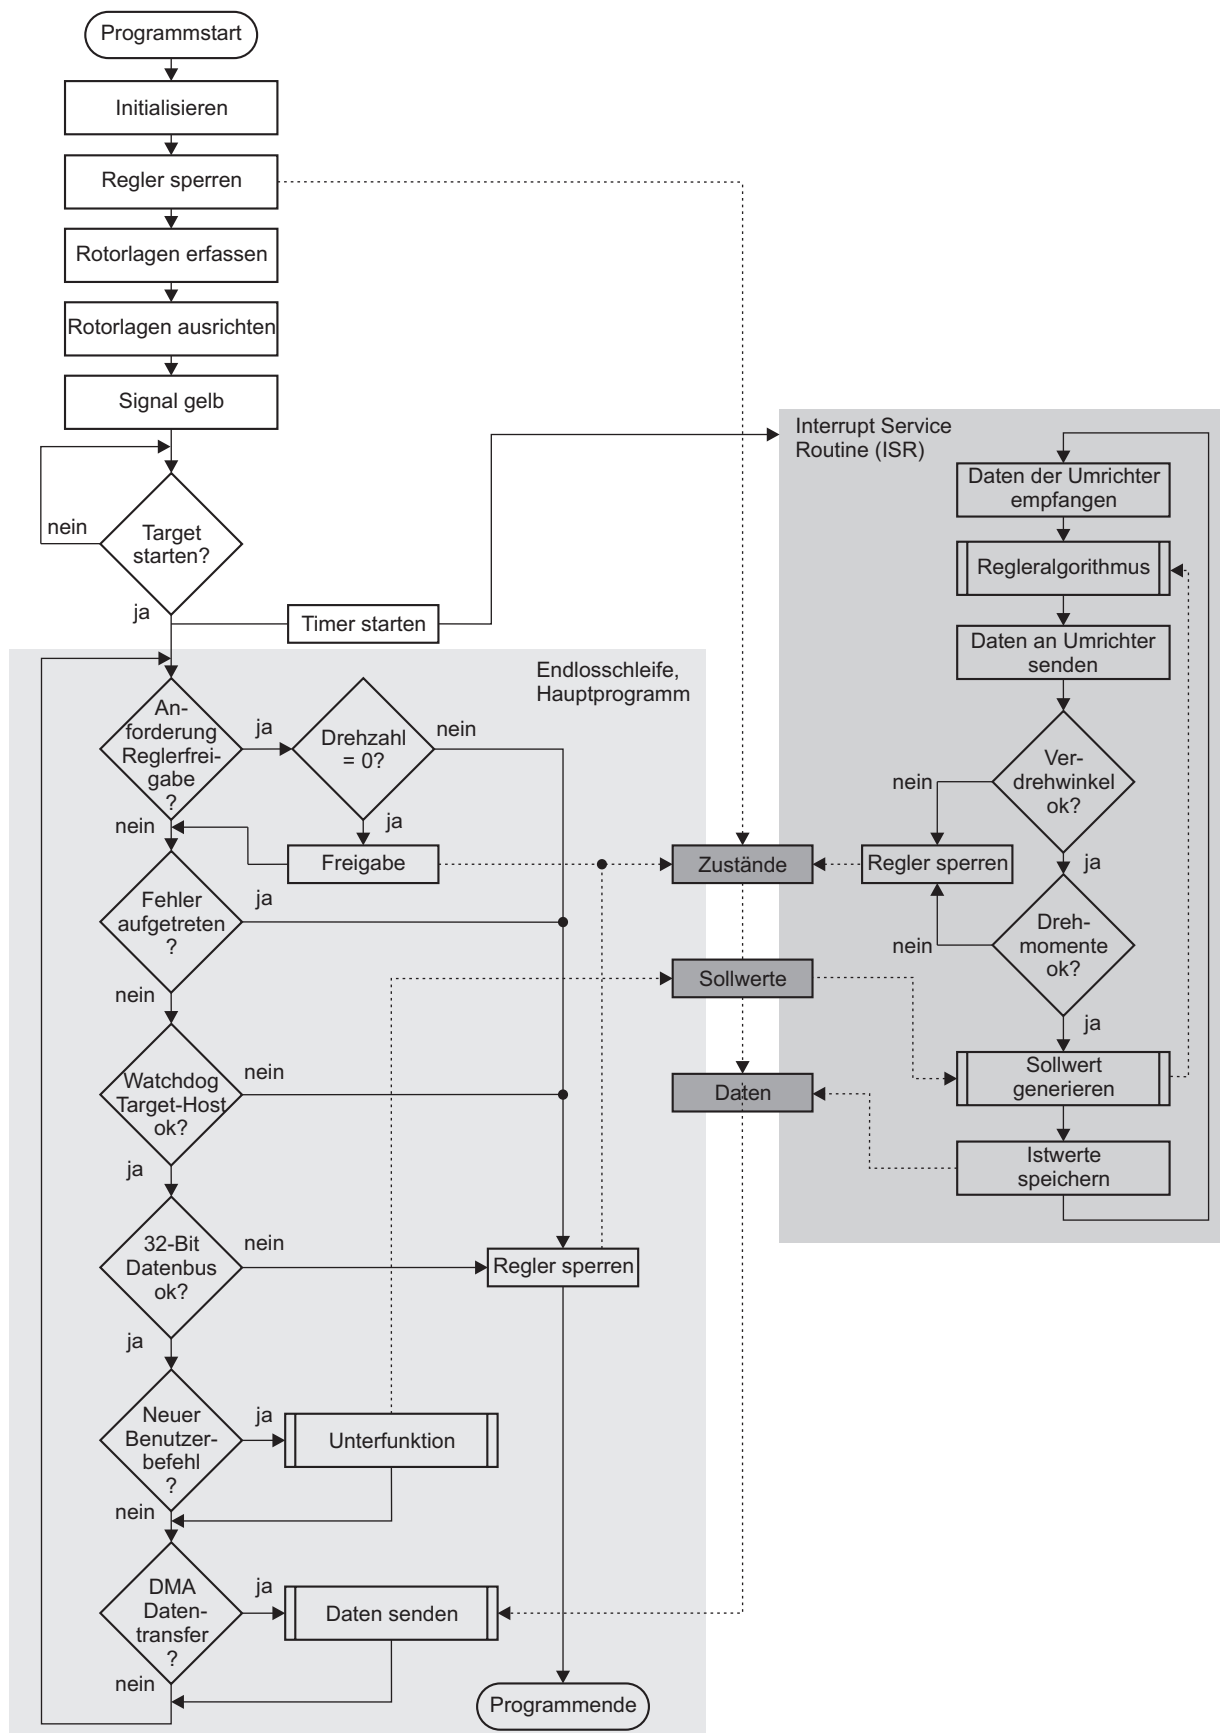 Programmstart
Initialisieren
Regler sperren
Rotorlagen erfassen
Rotorlagen ausrichten
Signal gelb
nein
Target
starten?
ja
Timer starten
Interrupt Service
Routine (ISR)
Daten der Umrichter
empfangen
Regleralgorithmus
Daten an Umrichter
senden
Ver-
drehwinkel
ok?
nein
ja
Regler sperren
Dreh-
momente
ok?
nein
ja
Sollwert
generieren
Istwerte
speichern
Endlosschleife,
Hauptprogramm
An-
forderung
Reglerfrei-
gabe
?
ja
nein
Drehzahl
= 0?
nein
ja
Freigabe
Zustände
Fehler
aufgetreten
?
ja
nein
Sollwerte
Watchdog
Target-Host
ok?
nein
ja
Daten
32-Bit
Datenbus
ok?
nein
ja
Regler sperren
Neuer
Benutzer-
befehl
?
ja
nein
Unterfunktion
DMA
Daten-
transfer
?
ja
nein
Daten senden
Programmende